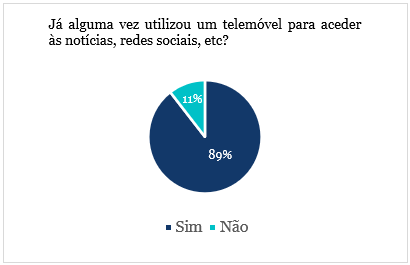 Já alguma vez utilizou um telemóvel para aceder
às notícias, redes sociais, etc?
11%
89%
Sim Não